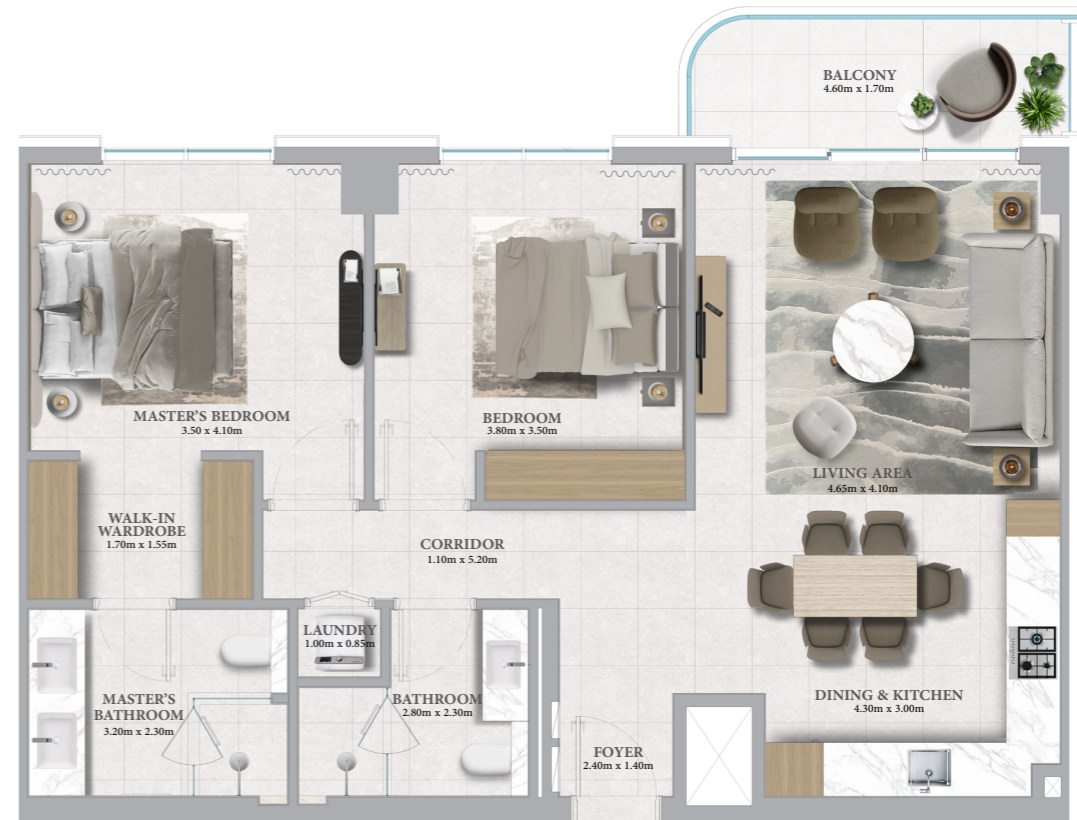 BALCONY
4.60m x 1.70m
MASTER'S BEDROOM
3.50 x 4.10m
BEDROOM
3.80m x 3.50m
LIVING AREA
4.65m x 4.10m
WALK-IN
WARDROBE
1.70m x 1.55m
CORRIDOR
1.10m x 5.20m
LAUNDRY
1.00m x 0.85m
MASTER'S
BATHROOM
3.20m x 2.30m
BATHROOM
2.80m x 2.30m
DINING & KITCHEN
4.30m x 3.00m
FOYER
2.40m x 1.40m